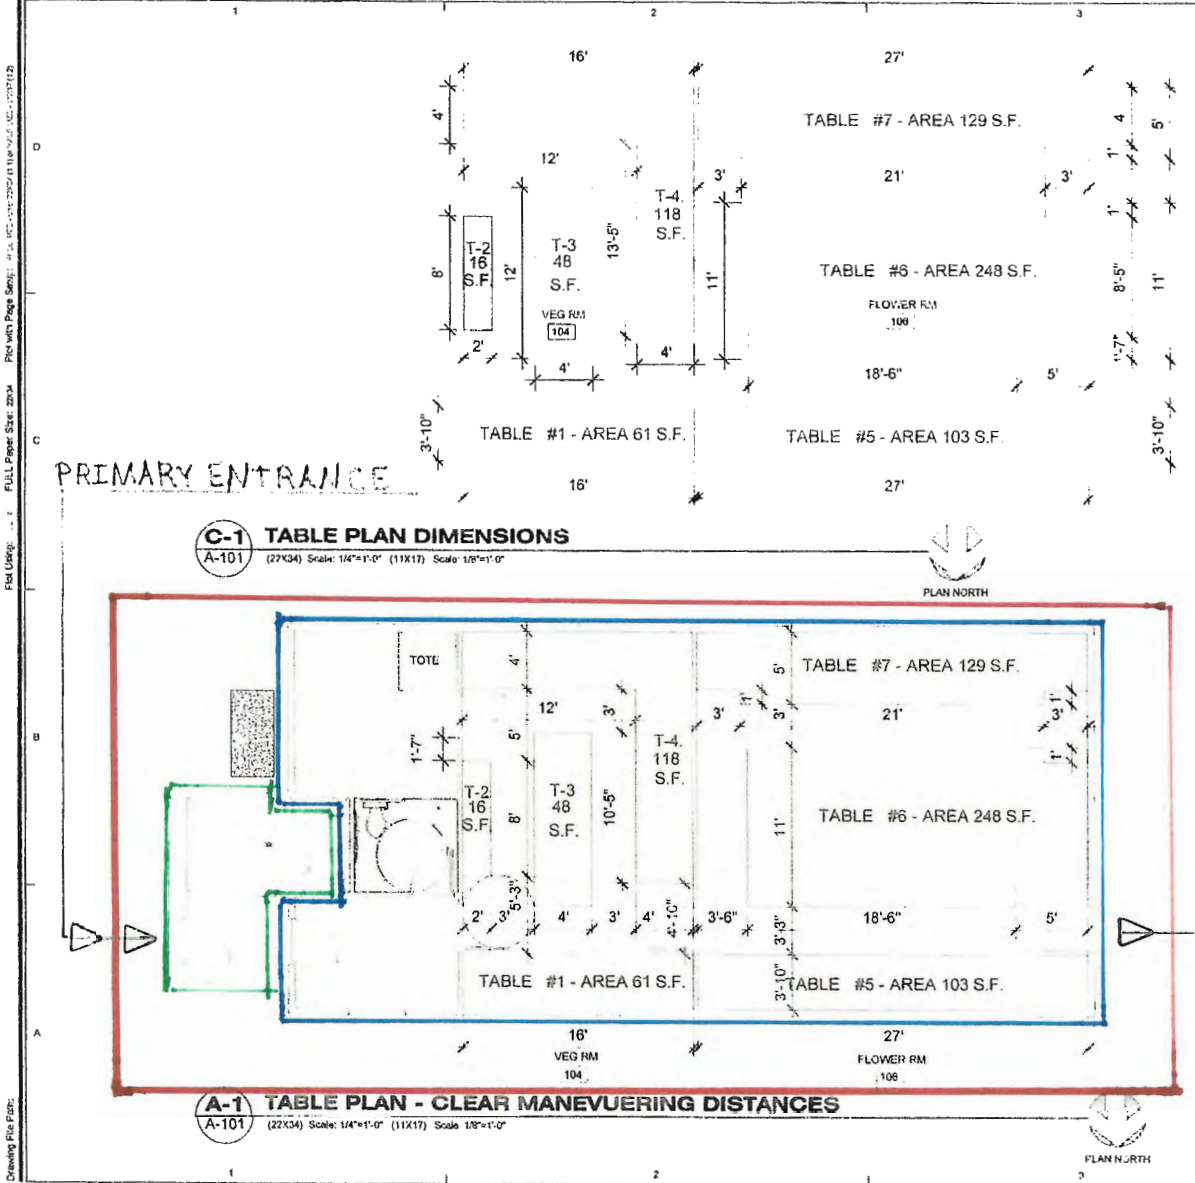 1 2 3
16' 27'
4' TABLE #7 - AREA 129 S.F. 4 5'
D
12' 1'
3' 21' 3'
T-4.
118
S.F.
1'
13'-5"
T-2
16
S.F.
T-3
48
S.F.
8' 12' 11' TABLE #6 - AREA 248 S.F. 8'-5" 11'
FLOWER RM
106
VEG RM
104
2' 4' 4' 1'-7"
18'-6" 5'
3'-10" TABLE #1 - AREA 61 S.F. TABLE #5 - AREA 103 S.F. 3'-10"
C
PRIMARY ENTRANCE
16' 27'
C-1 TABLE PLAN DIMENSIONS
A-101 (22X34) Scale: 1/4"=1'-0" (11X17) Scale: 1/8"=1'-0"
PLAN NORTH
TOTE 4' 5' TABLE #7 - AREA 129 S.F.
12' 3' 3' 1' 3' 21' 1' 3'
B
1'-7" 5' 1'
T-4.
118
S.F.
T-2
16
S.F.
T-3
48
S.F.
8' 10'-5" 11' TABLE #6 - AREA 248 S.F.
5'-3" 4'-10"
2' 3' 4' 3' 4' 3'-6" 3'-3" 18'-6" 5'
TABLE #1 - AREA 61 S.F. 3'-10" TABLE #5 - AREA 103 S.F.
A
16' 27'
VEG RM FLOWER RM
104 106
A-1 TABLE PLAN - CLEAR MANEVUERING DISTANCES
A-101 (22X34) Scale: 1/4"=1'-0" (11X17) Scale 1/8"=1'-0"
PLAN NORTH
1 2
Drawing File Path:
Plot Using:
FULL Paper Size: 22X34
Plot with Page Setup: